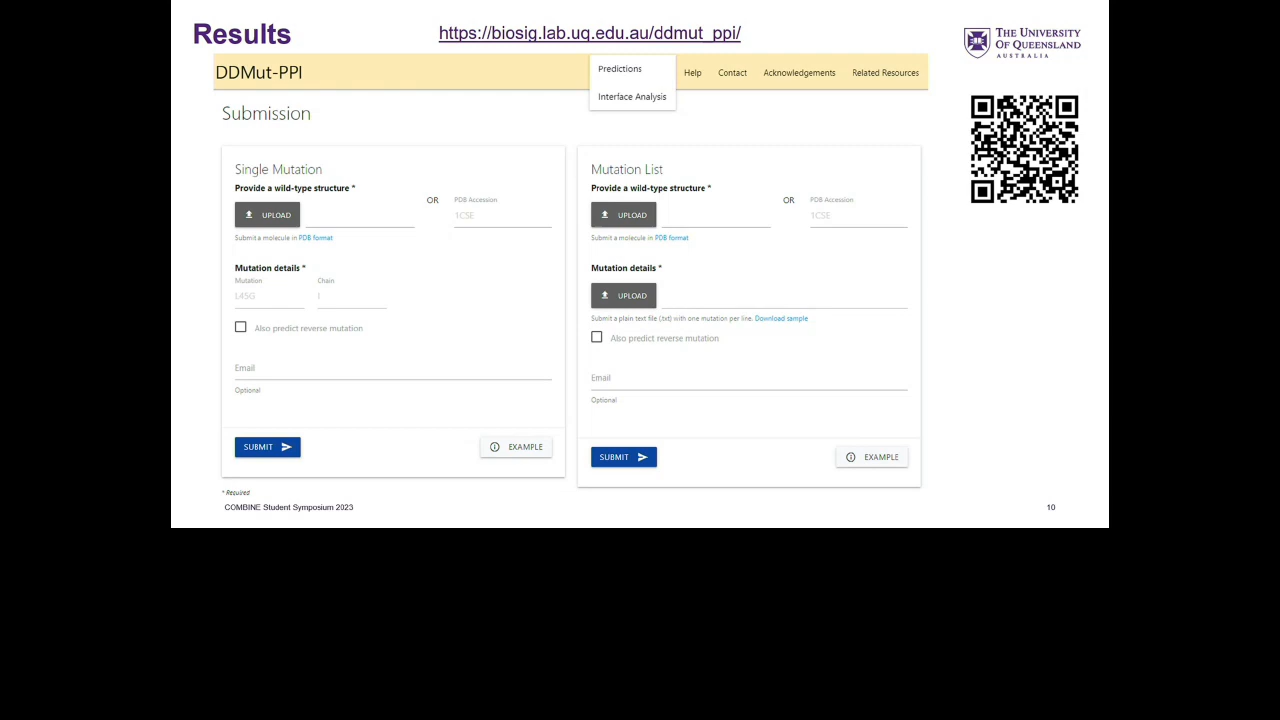 Results
https://biosig.lab.uq.edu.au/ddmut_ppi/
THE UNIVERSITY
OF QUEENSLAND
AUSTRALIA
DDMut-PPI
Predictions
Interface Analysis
Help
Contact
Acknowledgements
Related Resources
Submission
Single Mutation
Provide a wild-type structure *
UPLOAD
OR
PDB Accession
1CSE
Submit a molecule in PDB format
Mutation details *
Mutation
Chain
L45G
I
Also predict reverse mutation
Email
Optional
SUBMIT
EXAMPLE
Mutation List
Provide a wild-type structure *
UPLOAD
OR
PDB Accession
1CSE
Submit a molecule in PDB format
Mutation details *
UPLOAD
Submit a plain text file (.txt) with one mutation per line. Download sample
Also predict reverse mutation
Email
Optional
SUBMIT
EXAMPLE
* Required
COMBINE Student Symposium 2023
10